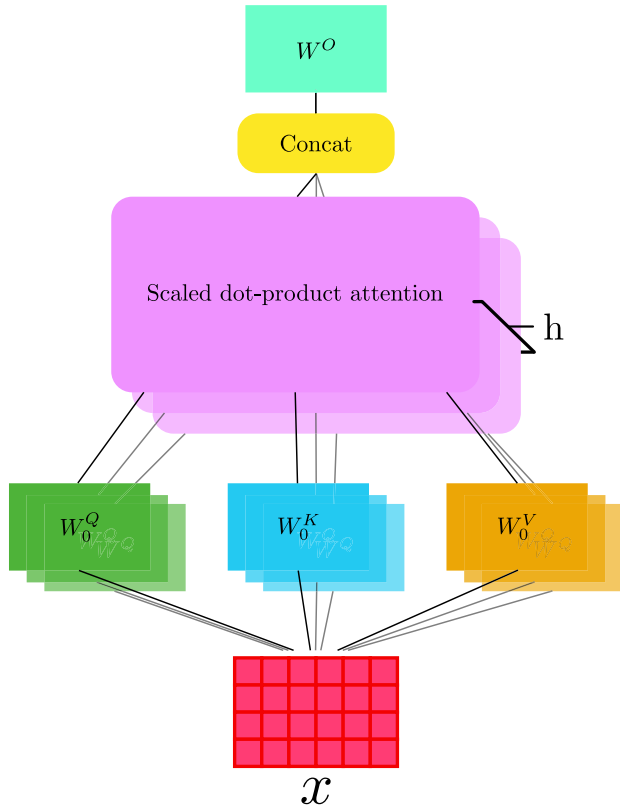 W^O
Concat
Scaled dot-product attention
h
W_0^Q W_0^K W_0^V
x